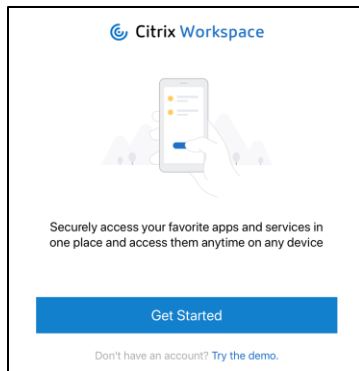 Citrix Workspace
Securely access your favorite apps and services in
one place and access them anytime on any device
Get Started
Don't have an account? Try the demo.